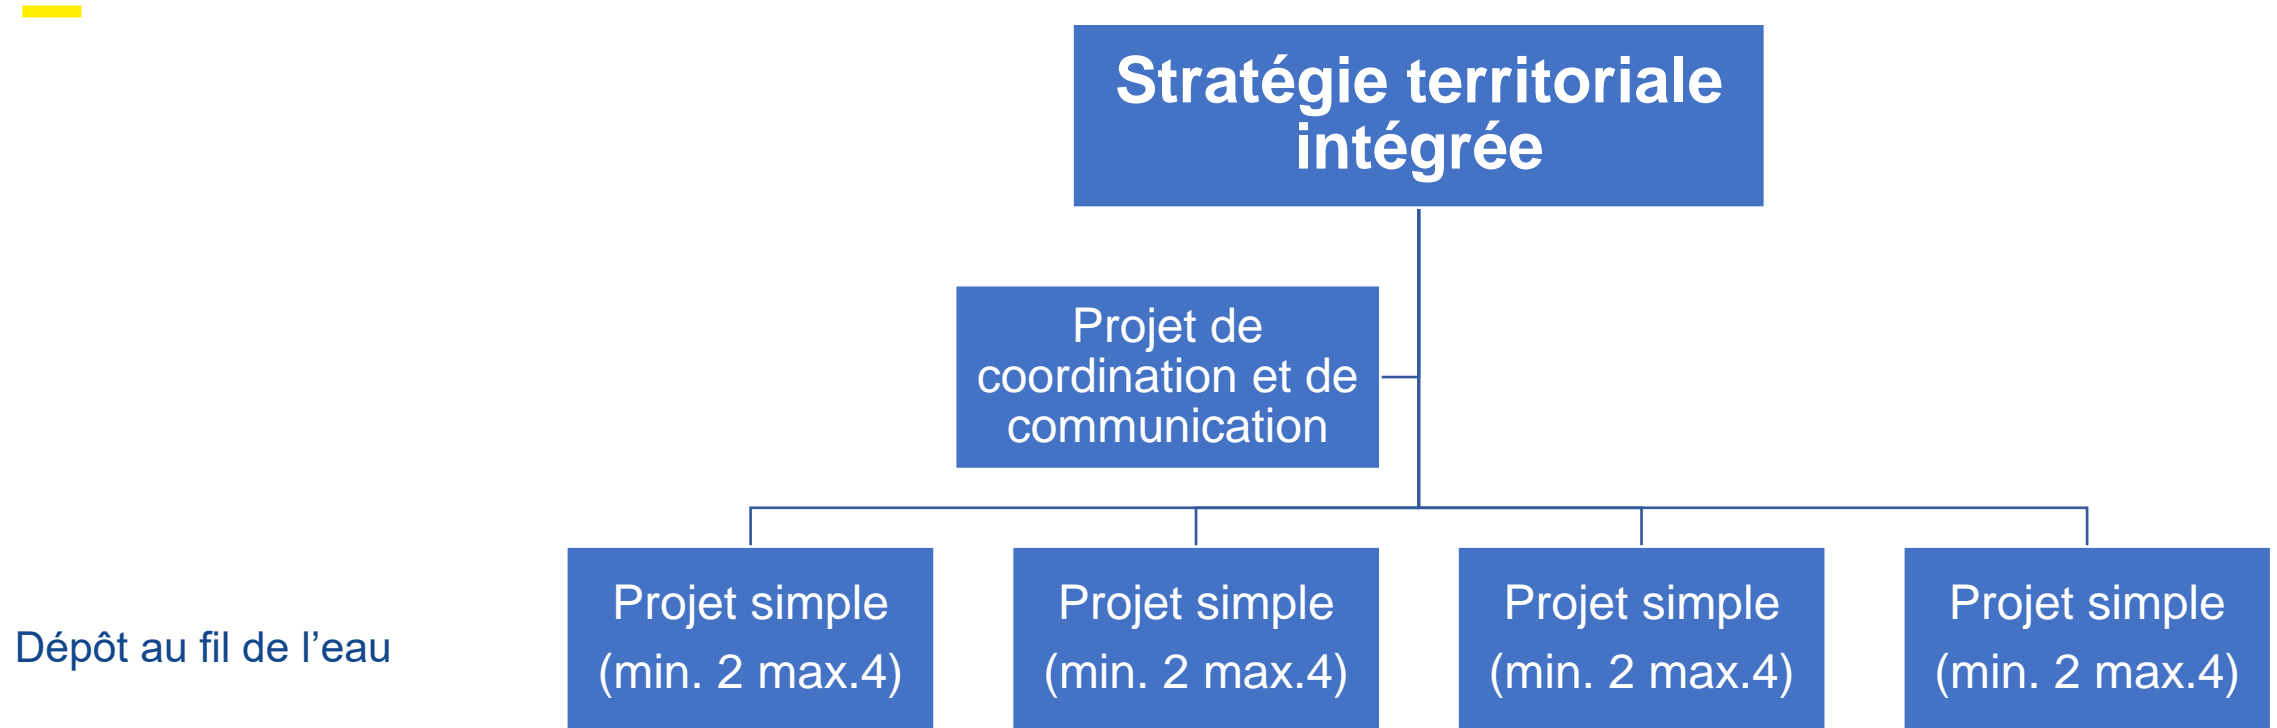 Stratégie territoriale
intégrée
Projet de
coordination et de
communication
Dépôt au fil de l’eau
Projet simple
(min. 2 max.4)
Projet simple
(min. 2 max.4)
Projet simple
(min. 2 max.4)
Projet simple
(min. 2 max.4)